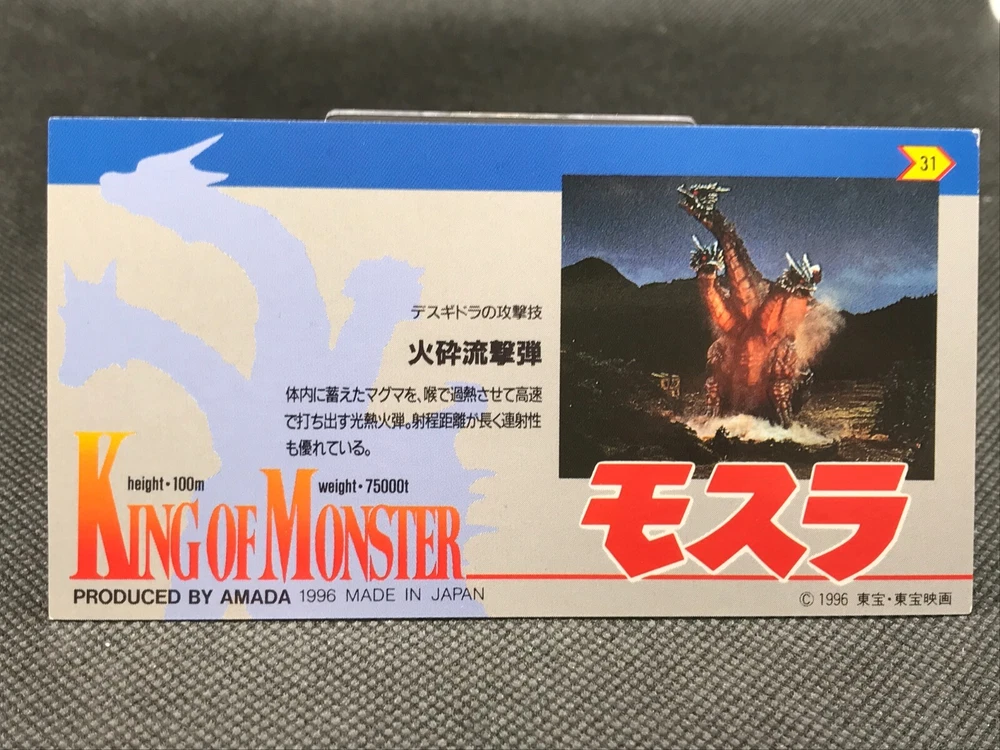 31
デスギドラの攻撃技
火砕流撃弾
体内に蓄えたマグマを、喉で過熱させて高速
で打ち出す光熱火弾。射程距離が長く連射性
も優れている。
height・100m weight・75000t
KING OF MONSTER
モスラ
PRODUCED BY AMADA 1996 MADE IN JAPAN
© 1996 東宝・東宝映画